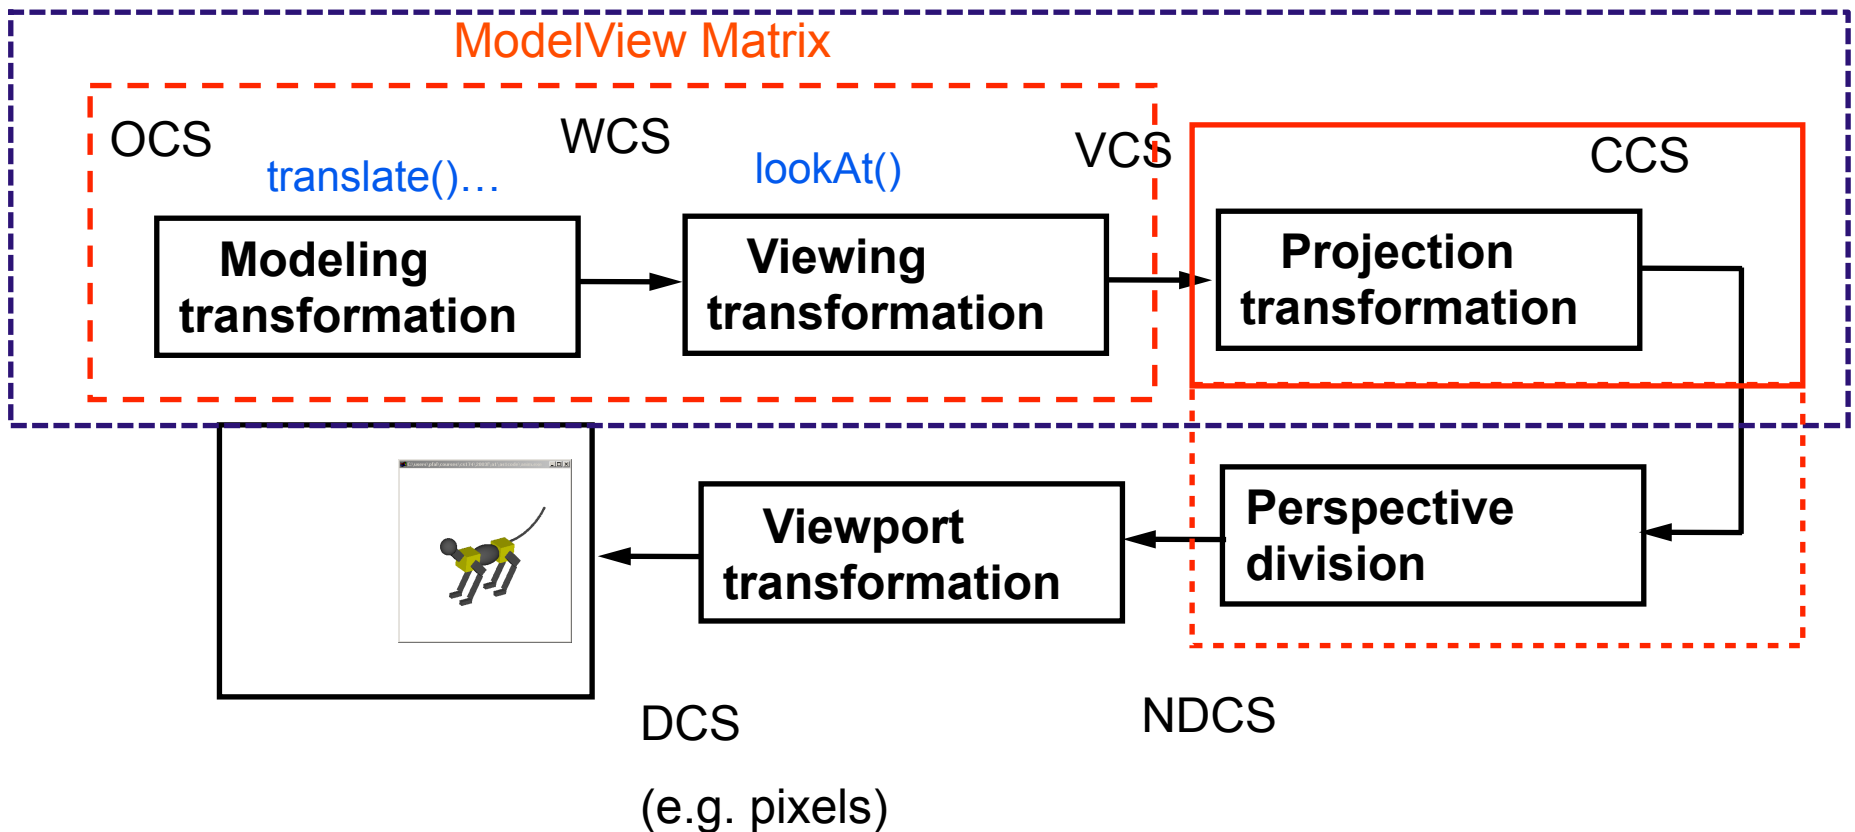 ModelView Matrix
OCS
WCS
VCS
CCS
translate()…
lookAt()
Modeling
transformation
Viewing
transformation
Projection
transformation
Viewport
transformation
Perspective
division
DCS
NDCS
(e.g. pixels)